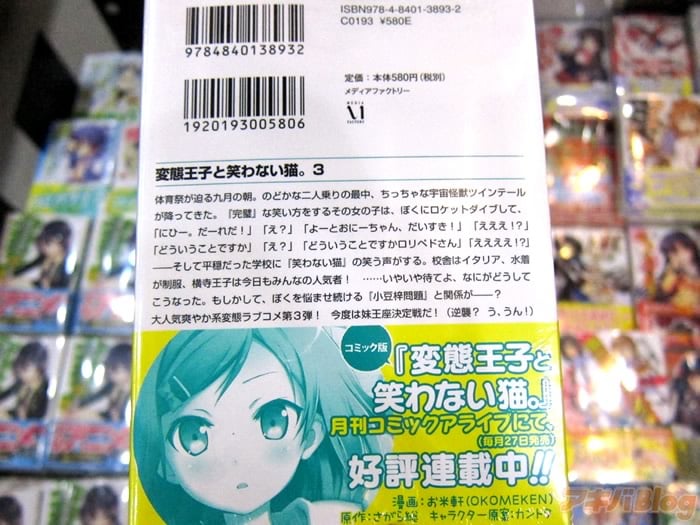 ISBN978-4-8401-3893-2
C0193 ¥580E
9784840138932
定価：本体580円（税別）
メディアファクトリー
MEDIA FACTORY
1920193005806
変態王子と笑わない猫。3
体育祭が迫る九月の朝。のどかな二人乗りの最中、ちっちゃな宇宙怪獣ツインテール
が降ってきた。『完璧』な笑い方をするその女の子は、ぼくにロケットダイブして、
「にひー。だーれだ！」「え？」「よーとおにーちゃん、だいすき！」「えええ！？」
「どういうことですか」「え？」「どういうことですかロリペドさん」「ええええ！？」
――そして平穏だった学校に『笑わない猫』の笑う声がする。校舎はイタリア、水着
が制服、横寺王子は今日もみんなの人気者！　……いやいや待てよ、なにがどうして
こうなった。もしかして、ぼくを悩ませ続ける『小豆梓問題』と関係が――？
大人気爽やか系変態ラブコメ第3弾！　今度は妹王座決定戦だ！（逆襲？ う、うん！）
コミック版
『変態王子と
笑わない猫。』
月刊コミックアライブにて、
（毎月27日発売）
好評連載中!!
漫画：お米軒（OKOMEKEN）
原作：さがら総　キャラクター原案：カントク
アキバBlog